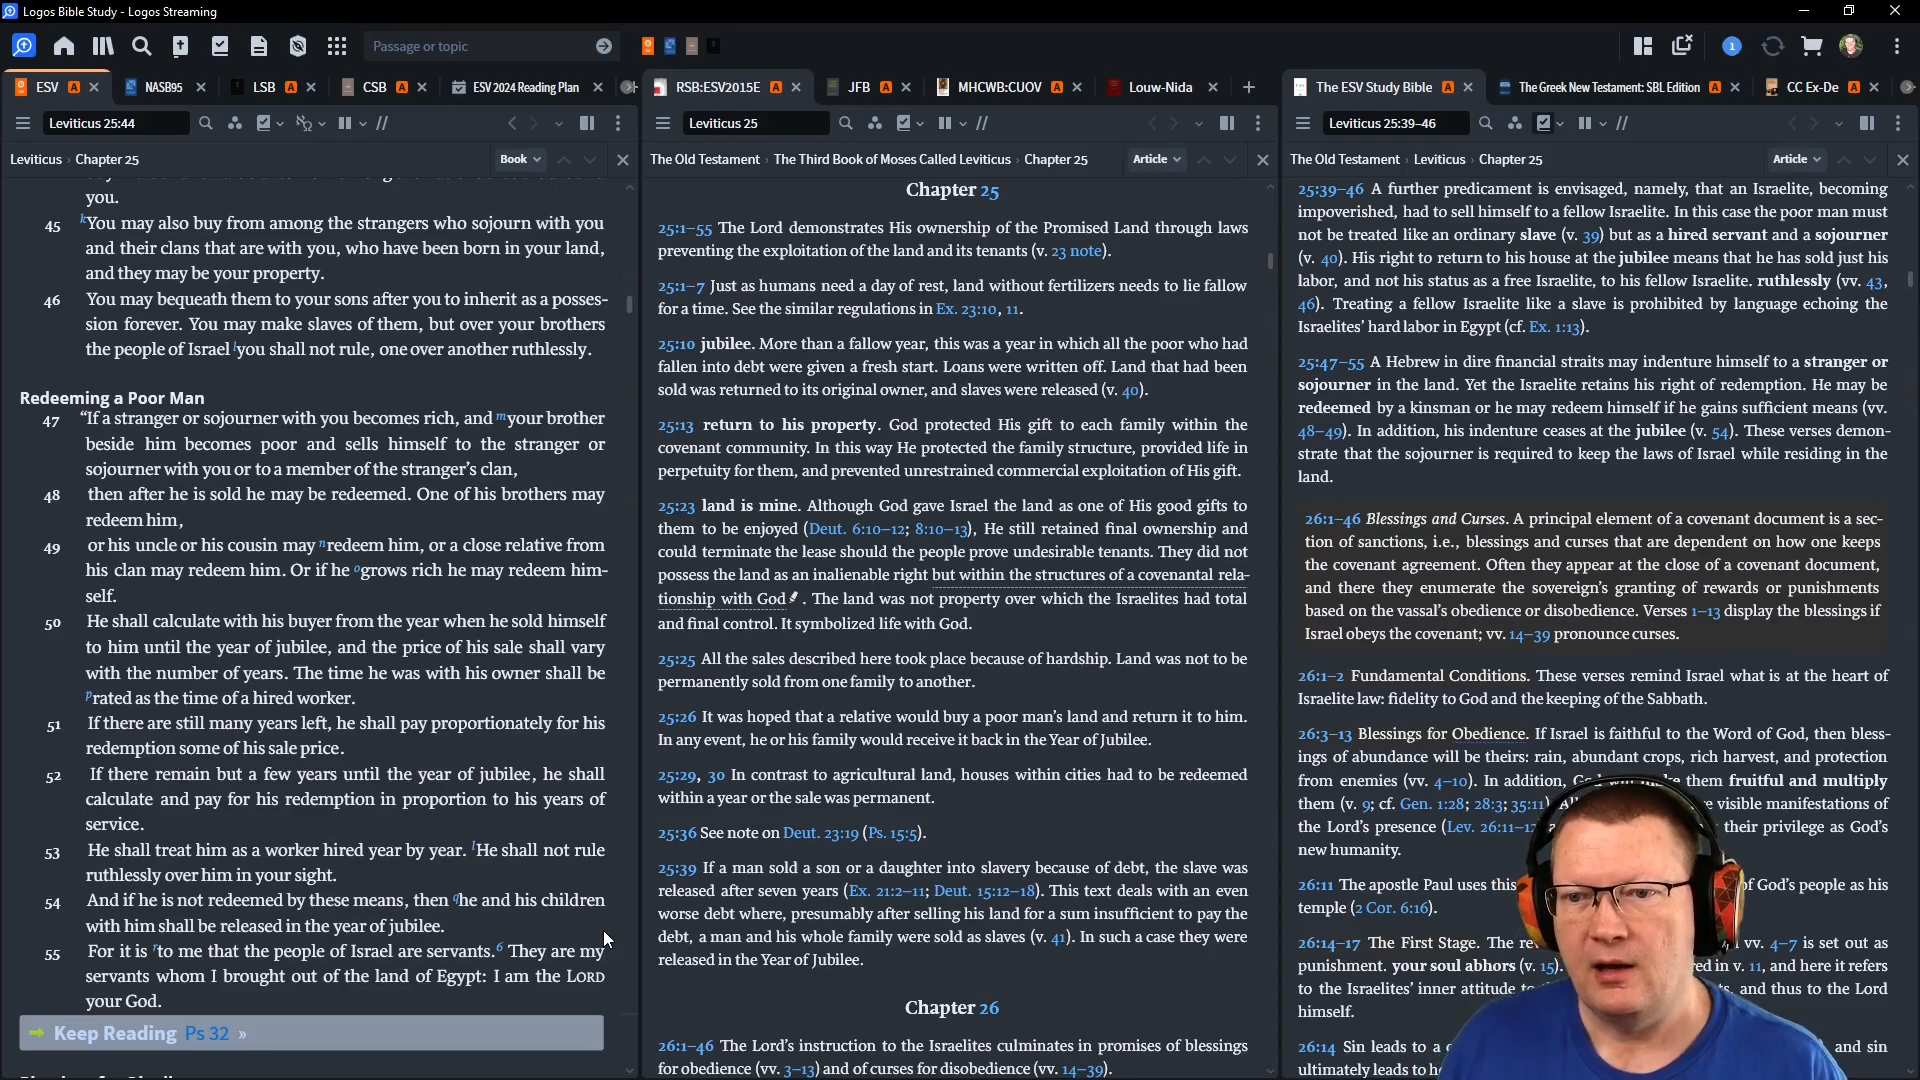 Logos Bible Study - Logos Streaming
Passage or topic
1
ESV A
NASB95
LSB A
CSB A
ESV 2024 Reading Plan
RSB:ESV2015E A
JFB A
MHCWB:CUOV A
Louw-Nida
The ESV Study Bible A
The Greek New Testament: SBL Edition A
CC Ex-De A
Leviticus 25:44
Leviticus 25
Leviticus 25:39–46
Leviticus › Chapter 25
Book
The Old Testament › The Third Book of Moses Called Leviticus › Chapter 25
Article
The Old Testament › Leviticus › Chapter 25
Article
you.
45 kYou may also buy from among the strangers who sojourn with you
and their clans that are with you, who have been born in your land,
and they may be your property.
46 You may bequeath them to your sons after you to inherit as a posses-
sion forever. You may make slaves of them, but over your brothers
the people of Israel lyou shall not rule, one over another ruthlessly.
Redeeming a Poor Man
47 “If a stranger or sojourner with you becomes rich, and myour brother
beside him becomes poor and sells himself to the stranger or
sojourner with you or to a member of the stranger’s clan,
48 then after he is sold he may be redeemed. One of his brothers may
redeem him,
49 or his uncle or his cousin may nredeem him, or a close relative from
his clan may redeem him. Or if he ogrows rich he may redeem him-
self.
50 He shall calculate with his buyer from the year when he sold himself
to him until the year of jubilee, and the price of his sale shall vary
with the number of years. The time he was with his owner shall be
prated as the time of a hired worker.
51 If there are still many years left, he shall pay proportionately for his
redemption some of his sale price.
52 If there remain but a few years until the year of jubilee, he shall
calculate and pay for his redemption in proportion to his years of
service.
53 He shall treat him as a worker hired year by year. lHe shall not rule
ruthlessly over him in your sight.
54 And if he is not redeemed by these means, then qhe and his children
with him shall be released in the year of jubilee.
55 For it is rto me that the people of Israel are servants.6 They are my
servants whom I brought out of the land of Egypt: I am the LORD
your God.
Keep Reading Ps 32 »
Chapter 25
25:1–55 The Lord demonstrates His ownership of the Promised Land through laws
preventing the exploitation of the land and its tenants (v. 23 note).
25:1–7 Just as humans need a day of rest, land without fertilizers needs to lie fallow
for a time. See the similar regulations in Ex. 23:10, 11.
25:10 jubilee. More than a fallow year, this was a year in which all the poor who had
fallen into debt were given a fresh start. Loans were written off. Land that had been
sold was returned to its original owner, and slaves were released (v. 40).
25:13 return to his property. God protected His gift to each family within the
covenant community. In this way He protected the family structure, provided life in
perpetuity for them, and prevented unrestrained commercial exploitation of His gift.
25:23 land is mine. Although God gave Israel the land as one of His good gifts to
them to be enjoyed (Deut. 6:10–12; 8:10–13), He still retained final ownership and
could terminate the lease should the people prove undesirable tenants. They did not
possess the land as an inalienable right but within the structures of a covenantal rela-
tionship with God. The land was not property over which the Israelites had total
and final control. It symbolized life with God.
25:25 All the sales described here took place because of hardship. Land was not to be
permanently sold from one family to another.
25:26 It was hoped that a relative would buy a poor man’s land and return it to him.
In any event, he or his family would receive it back in the Year of Jubilee.
25:29, 30 In contrast to agricultural land, houses within cities had to be redeemed
within a year or the sale was permanent.
25:36 See note on Deut. 23:19 (Ps. 15:5).
25:39 If a man sold a son or a daughter into slavery because of debt, the slave was
released after seven years (Ex. 21:2–11; Deut. 15:12–18). This text deals with an even
worse debt where, presumably after selling his land for a sum insufficient to pay the
debt, a man and his whole family were sold as slaves (v. 41). In such a case they were
released in the Year of Jubilee.
Chapter 26
26:1–46 The Lord’s instruction to the Israelites culminates in promises of blessings
for obedience (vv. 3–13) and of curses for disobedience (vv. 14–39).
25:39–46 A further predicament is envisaged, namely, that an Israelite, becoming
impoverished, had to sell himself to a fellow Israelite. In this case the poor man must
not be treated like an ordinary slave (v. 39) but as a hired servant and a sojourner
(v. 40). His right to return to his house at the jubilee means that he has sold just his
labor, and not his status as a free Israelite, to his fellow Israelite. ruthlessly (vv. 43,
46). Treating a fellow Israelite like a slave is prohibited by language echoing the
Israelites’ hard labor in Egypt (cf. Ex. 1:13).
25:47–55 A Hebrew in dire financial straits may indenture himself to a stranger or
sojourner in the land. Yet the Israelite retains his right of redemption. He may be
redeemed by a kinsman or he may redeem himself if he gains sufficient means (vv.
48–49). In addition, his indenture ceases at the jubilee (v. 54). These verses demon-
strate that the sojourner is required to keep the laws of Israel while residing in the
land.
26:1–46 Blessings and Curses. A principal element of a covenant document is a sec-
tion of sanctions, i.e., blessings and curses that are dependent on how one keeps
the covenant agreement. Often they appear at the close of a covenant document,
and there they enumerate the sovereign’s granting of rewards or punishments
based on the vassal’s obedience or disobedience. Verses 1–13 display the blessings if
Israel obeys the covenant; vv. 14–39 pronounce curses.
26:1–2 Fundamental Conditions. These verses remind Israel what is at the heart of
Israelite law: fidelity to God and the keeping of the Sabbath.
26:3–13 Blessings for Obedience. If Israel is faithful to the Word of God, then bless-
ings of abundance will be theirs: rain, abundant crops, rich harvest, and protection
from enemies (vv. 4–10). In addition, them fruitful and multiply
them (v. 9; cf. Gen. 1:28; 28:3; 35:11) visible manifestations of
the Lord’s presence (Lev. 26:11–12 their privilege as God’s
new humanity.
26:11 The apostle Paul uses this of God’s people as his
temple (2 Cor. 6:16).
26:14–17 The First Stage. The vv. 4–7 is set out as
punishment. your soul abhors (v. 15). in v. 11, and here it refers
to the Israelites’ inner attitude and thus to the Lord
himself.
26:14 Sin leads to a and sin
ultimately leads to